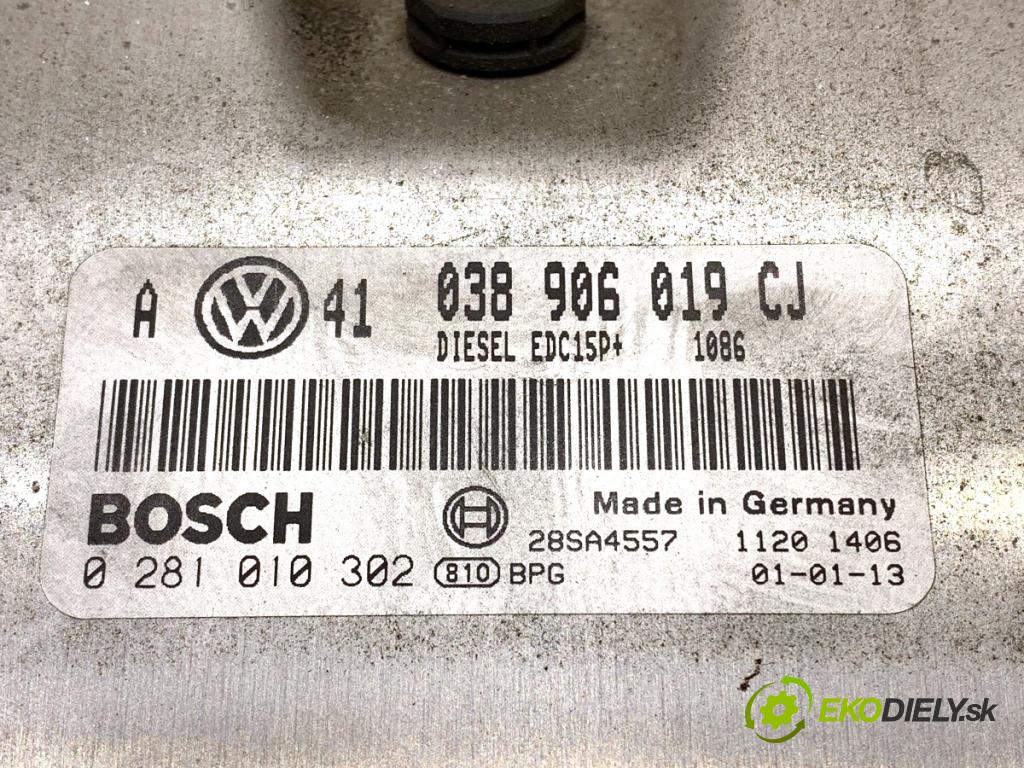 A VW 41 038 906 019 CJ
DIESEL EDC15P+ 1086
BOSCH Made in Germany
28SA4557 1120 1406
0 281 010 302 810 BPG 01-01-13
EKODIELY.sk